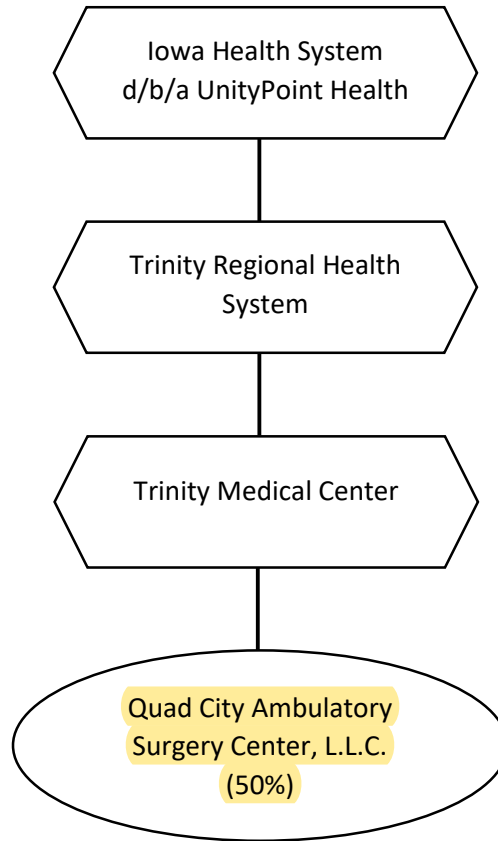 Iowa Health System
d/b/a UnityPoint Health
Trinity Regional Health
System
Trinity Medical Center
Quad City Ambulatory
Surgery Center, L.L.C.
(50%)